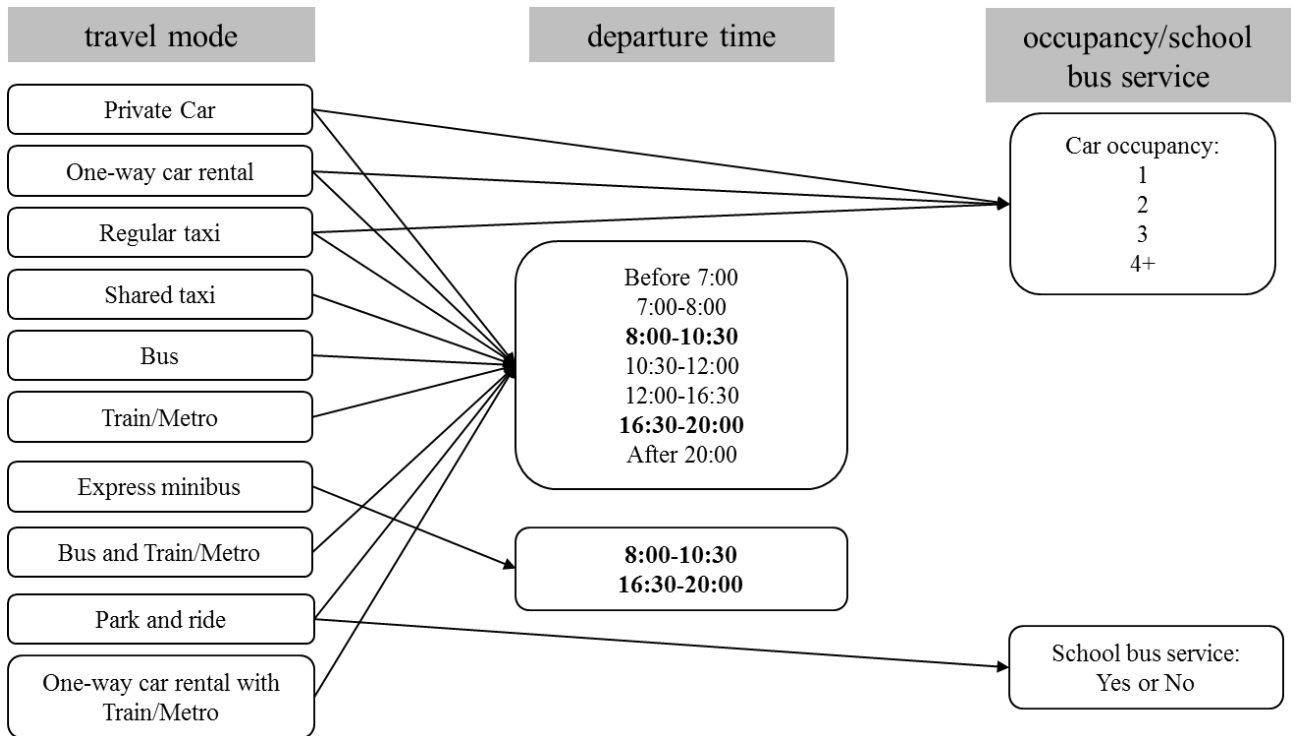 travel mode
departure time
occupancy/school
bus service
Private Car
One-way car rental
Regular taxi
Shared taxi
Bus
Train/Metro
Express minibus
Bus and Train/Metro
Park and ride
One-way car rental with
Train/Metro
Before 7:00
7:00-8:00
8:00-10:30
10:30-12:00
12:00-16:30
16:30-20:00
After 20:00
8:00-10:30
16:30-20:00
Car occupancy:
1
2
3
4+
School bus service:
Yes or No